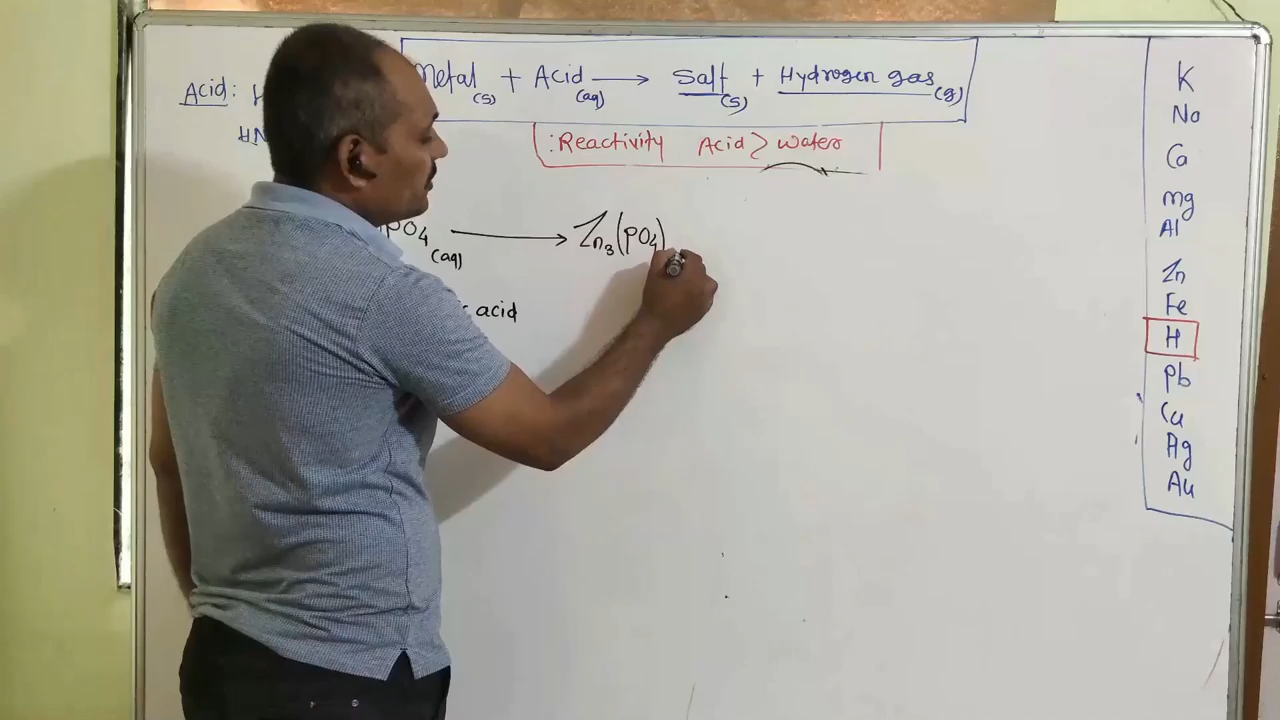 Metal(s) + Acid(aq) → Salt(s) + Hydrogen gas(g)
Acid:
: Reactivity Acid > water
PO4(aq) → Zn3(PO4)
acid
K
Na
Ca
Mg
Al
Zn
Fe
H
Pb
Cu
Ag
Au